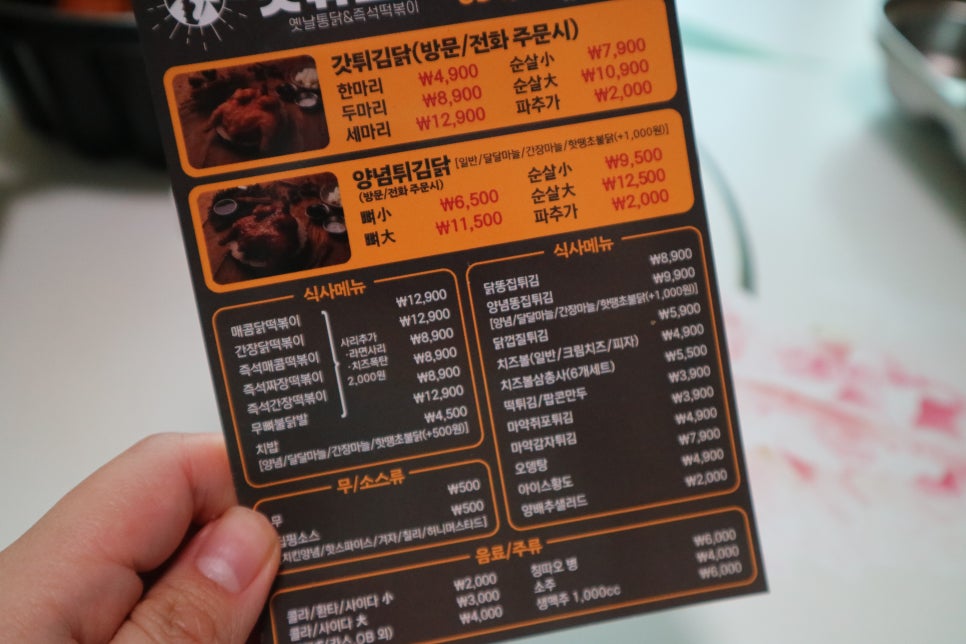 옛날통닭&즉석떡볶이
갓튀김닭(방문/전화 주문시)
한마리 ₩4,900 순살小 ₩7,900
두마리 ₩8,900 순살大 ₩10,900
세마리 ₩12,900 파추가 ₩2,000
양념튀김닭 [일반/달달마늘/간장마늘/핫땡초불닭(+1,000원)]
(방문/전화 주문시)
뼈小 ₩6,500 순살小 ₩9,500
뼈大 ₩11,500 순살大 ₩12,500
파추가 ₩2,000
식사메뉴
매콤닭떡볶이 ₩12,900
간장닭떡볶이 ₩12,900
즉석매콤떡볶이 ₩8,900
즉석짜장떡볶이 ₩8,900
즉석간장떡볶이 ₩8,900
사리추가
·라면사리
·치즈폭탄
2,000원
무뼈불닭발 ₩12,900
치밥 ₩4,500
[양념/달달마늘/간장마늘/핫땡초불닭(+500원)]
식사메뉴
닭똥집튀김 ₩8,900
양념똥집튀김 ₩9,900
[양념/달달마늘/간장마늘/핫땡초불닭(+1,000원)]
닭껍질튀김 ₩5,900
치즈볼(일반/크림치즈/피자) ₩4,900
치즈볼삼총사(6개세트) ₩5,500
떡튀김/팝콘만두 ₩3,900
마약쥐포튀김 ₩3,900
마약감자튀김 ₩4,900
오뎅탕 ₩7,900
아이스황도 ₩4,900
양배추샐러드 ₩2,000
무/소스류
무 ₩500
딥핑소스 ₩500
치킨양념/핫스파이스/겨자/칠리/허니머스타드]
음료/주류
콜라/환타/사이다 小 ₩2,000
콜라/사이다 大 ₩3,000
OB 외) ₩4,000
칭따오 병 ₩6,000
소주 ₩4,000
생맥주 1,000cc ₩6,000